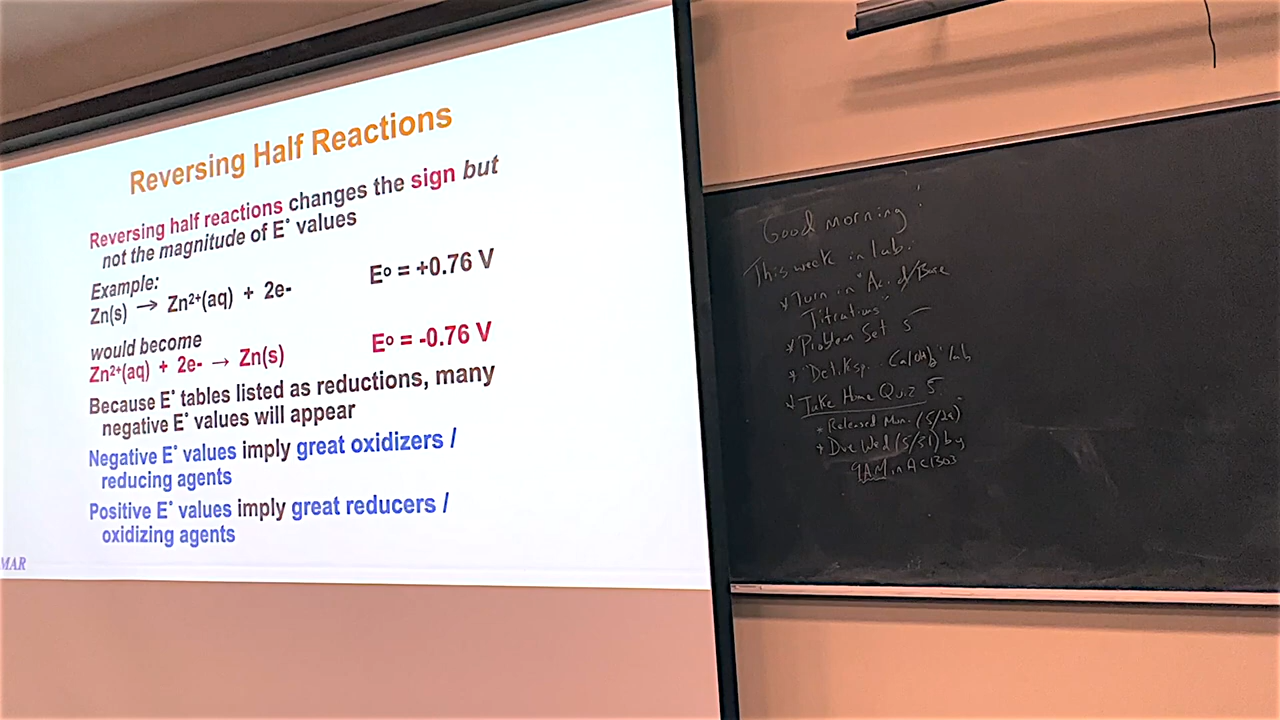 Reversing Half Reactions
Reversing half reactions changes the sign but
not the magnitude of E° values
Example:
Zn(s) → Zn²⁺(aq) + 2e- Eº = +0.76 V
would become
Zn²⁺(aq) + 2e- → Zn(s) Eº = -0.76 V
Because E° tables listed as reductions, many
negative E° values will appear
Negative E° values imply great oxidizers /
reducing agents
Positive E° values imply great reducers /
oxidizing agents
MAR
Good morning!
This week in lab:
* Turn in "Acid/Base
Titrations"
* Problem Set 5
* "Det. Ksp Ca(OH)₂" lab
* Take Home Quiz 5
* Released Mon. (5/29)
* Due Wed (5/31) by
9AM in AC1303